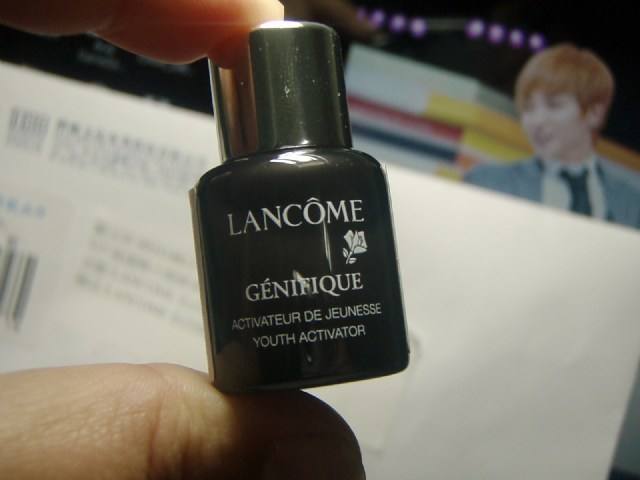 LANCÔME
GÉNIFIQUE
ACTIVATEUR DE JEUNESSE
YOUTH ACTIVATOR